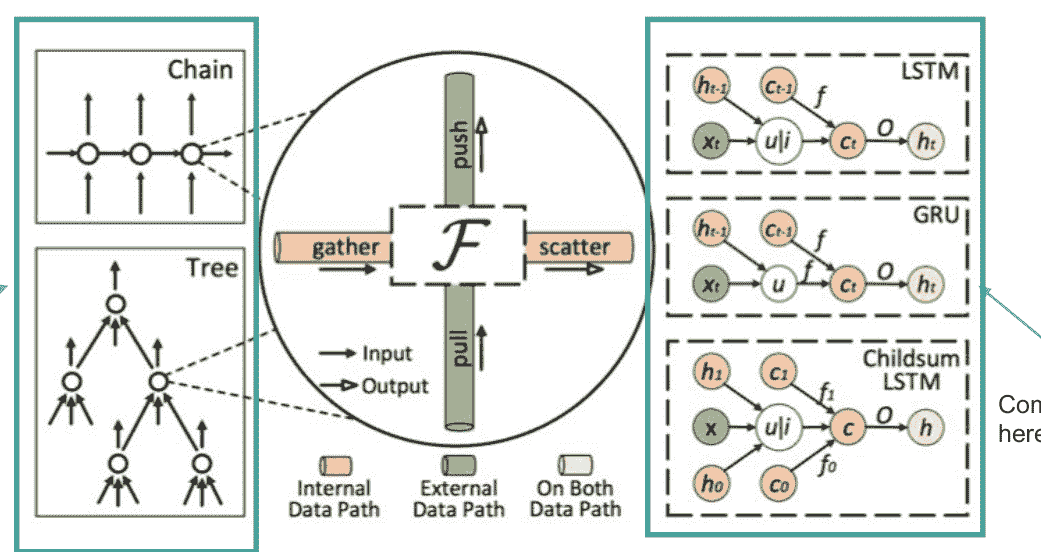 Chain
Tree
push
gather
F
scatter
pull
Input
Output
Internal
Data Path
External
Data Path
On Both
Data Path
LSTM
hₜ₋₁
cₜ₋₁
f
xₜ
u|i
cₜ
O
hₜ
GRU
hₜ₋₁
cₜ₋₁
f
xₜ
u
f
cₜ
O
hₜ
Childsum
LSTM
h₁
c₁
f₁
x
u|i
c
O
h
h₀
c₀
f₀
here